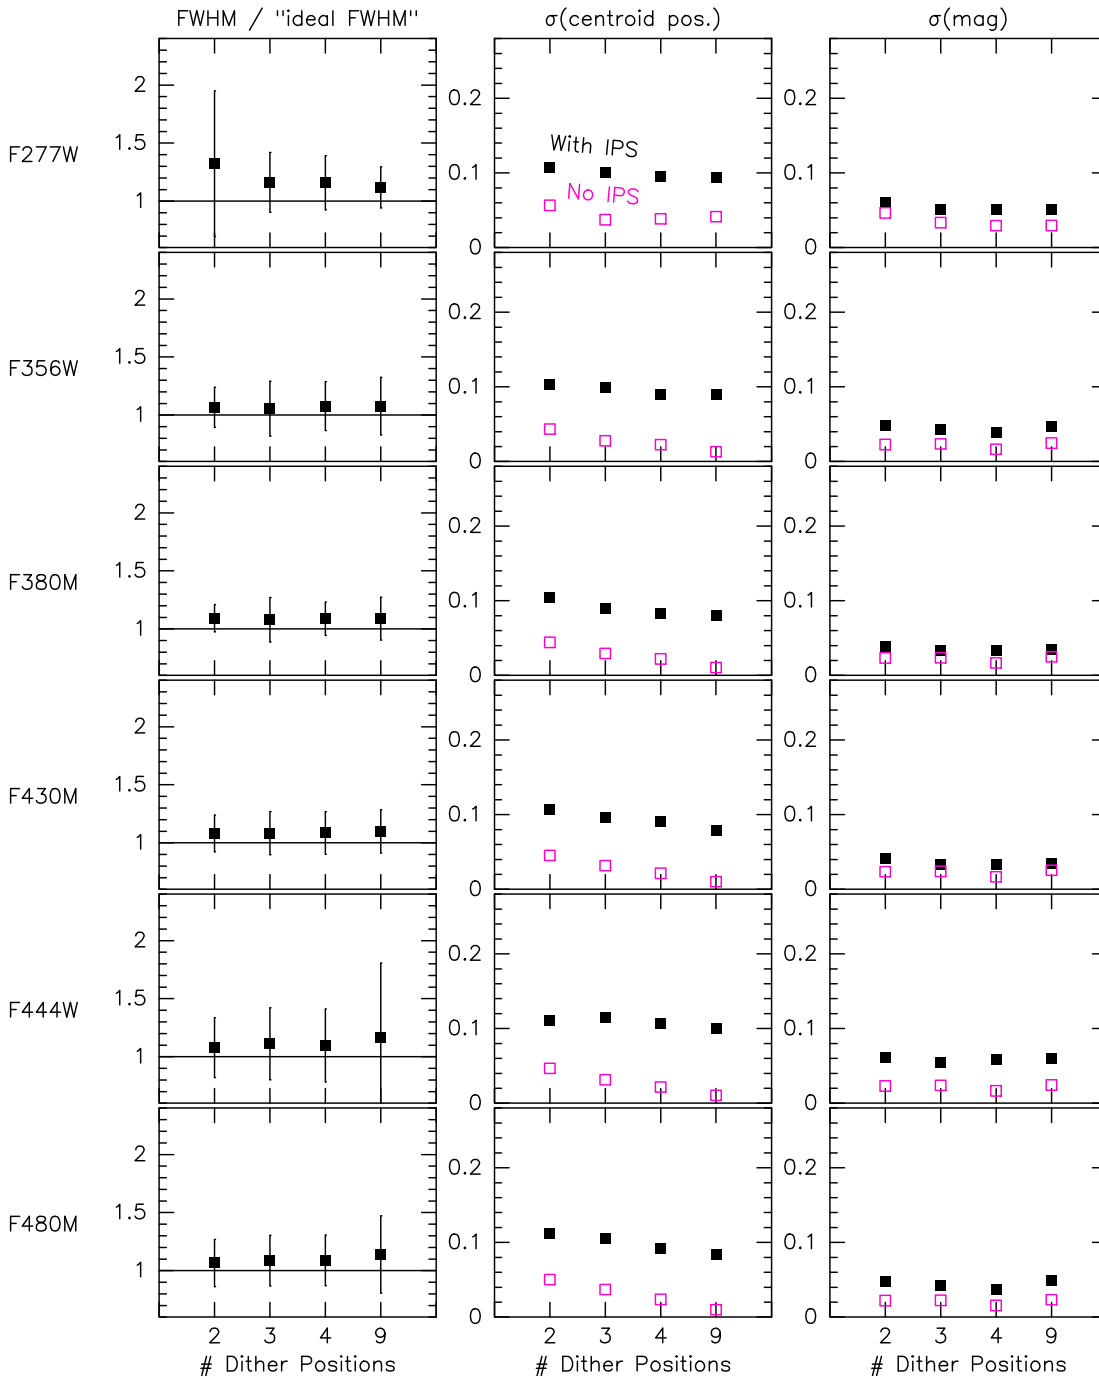 FWHM / "ideal FWHM" σ(centroid pos.) σ(mag)
F277W 2 1.5 1 0.2 0.1 0 With IPS No IPS 0.2 0.1 0
F356W 2 1.5 1 0.2 0.1 0 0.2 0.1 0
F380M 2 1.5 1 0.2 0.1 0 0.2 0.1 0
F430M 2 1.5 1 0.2 0.1 0 0.2 0.1 0
F444W 2 1.5 1 0.2 0.1 0 0.2 0.1 0
F480M 2 1.5 1 0.2 0.1 0 0.2 0.1 0
2 3 4 9 2 3 4 9 2 3 4 9
# Dither Positions # Dither Positions # Dither Positions